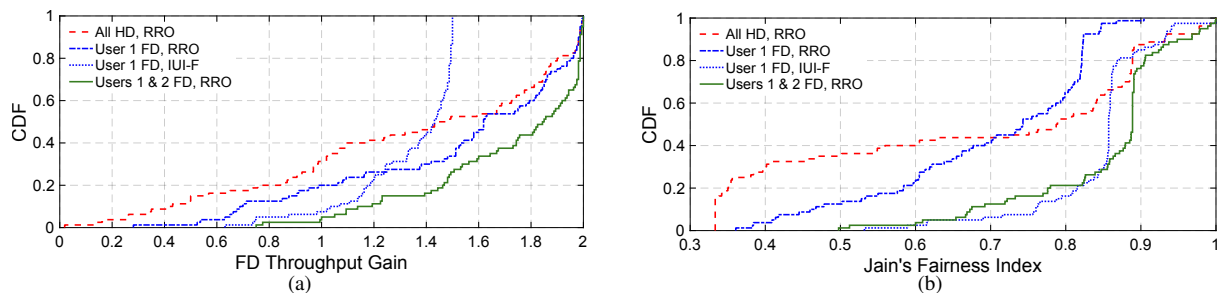 All HD, RRO
User 1 FD, RRO
User 1 FD, IUI-F
Users 1 & 2 FD, RRO
CDF
1
0.8
0.6
0.4
0.2
0
0 0.2 0.4 0.6 0.8 1 1.2 1.4 1.6 1.8 2
FD Throughput Gain
(a)
All HD, RRO
User 1 FD, RRO
User 1 FD, IUI-F
Users 1 & 2 FD, RRO
CDF
1
0.8
0.6
0.4
0.2
0
0.3 0.4 0.5 0.6 0.7 0.8 0.9 1
Jain's Fairness Index
(b)